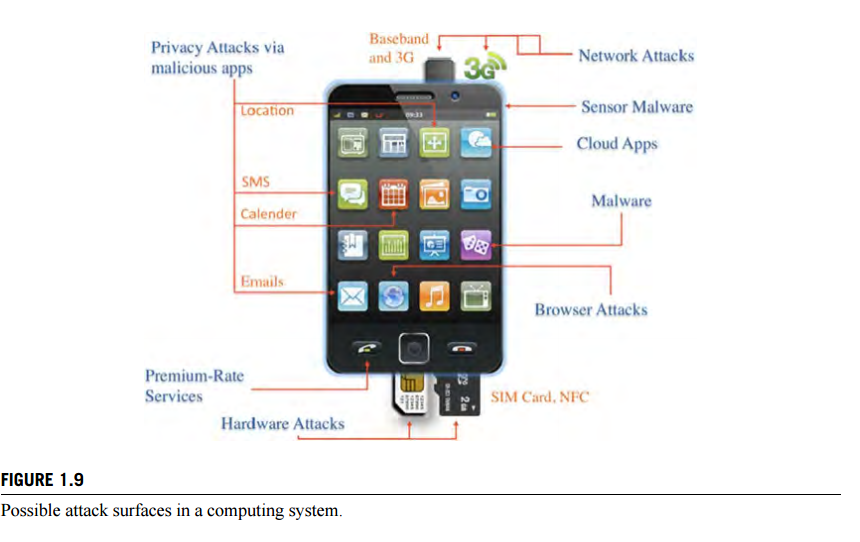 Privacy Attacks via
malicious apps
Baseband
and 3G
3G
Network Attacks
Location
Sensor Malware
09:33
Cloud Apps
SMS
Calender
Malware
Emails
Browser Attacks
Premium-Rate
Services
SIM Card, NFC
Hardware Attacks
FIGURE 1.9
Possible attack surfaces in a computing system.